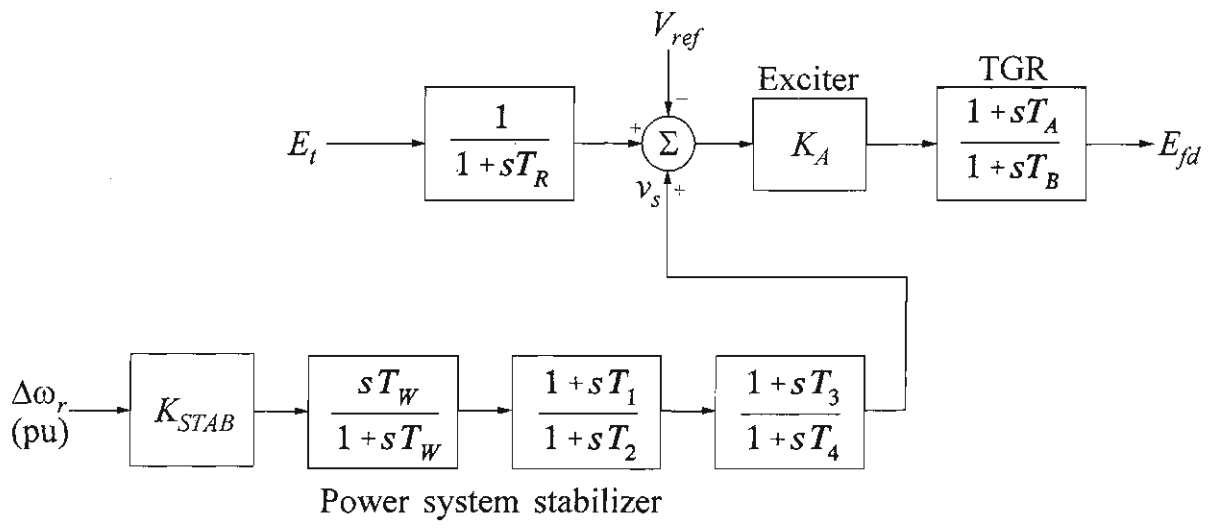 V_ref
Exciter
TGR
E_t
1
1 + sT_R
+
−
Σ
K_A
1 + sT_A
1 + sT_B
E_fd
v_s
+
Δω_r
(pu)
K_STAB
sT_W
1 + sT_W
1 + sT_1
1 + sT_2
1 + sT_3
1 + sT_4
Power system stabilizer